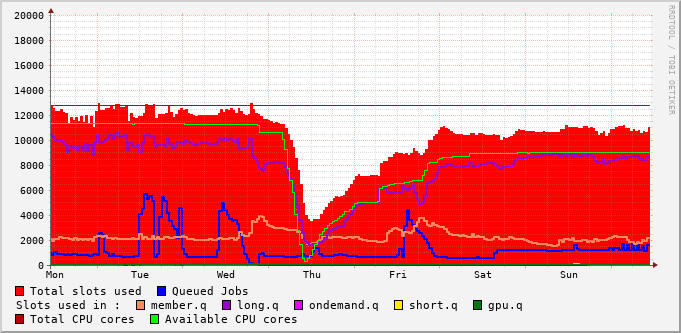 20000
18000
16000
14000
12000
10000
8000
6000
4000
2000
0
Mon Tue Wed Thu Fri Sat Sun
RRDTOOL / TOBI OETIKER
Total slots used Queued Jobs
Slots used in : member.q long.q ondemand.q short.q gpu.q
Total CPU cores Available CPU cores